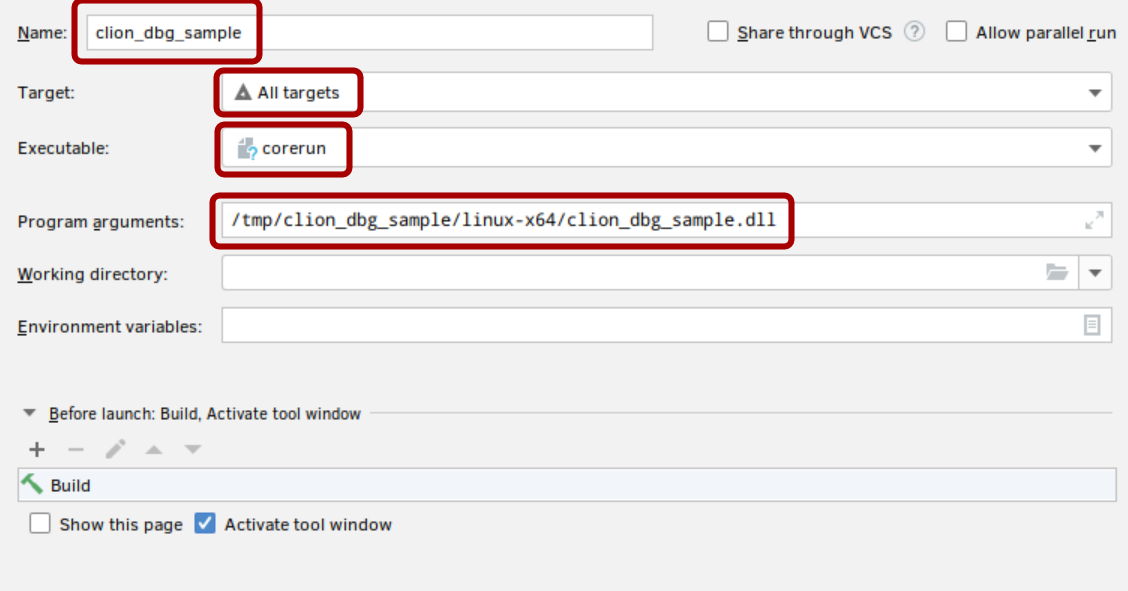 Name: clion_dbg_sample Share through VCS ? Allow parallel run
Target: All targets
Executable: ? corerun
Program arguments: /tmp/clion_dbg_sample/linux-x64/clion_dbg_sample.dll
Working directory:
Environment variables:
Before launch: Build, Activate tool window
Build
Show this page Activate tool window